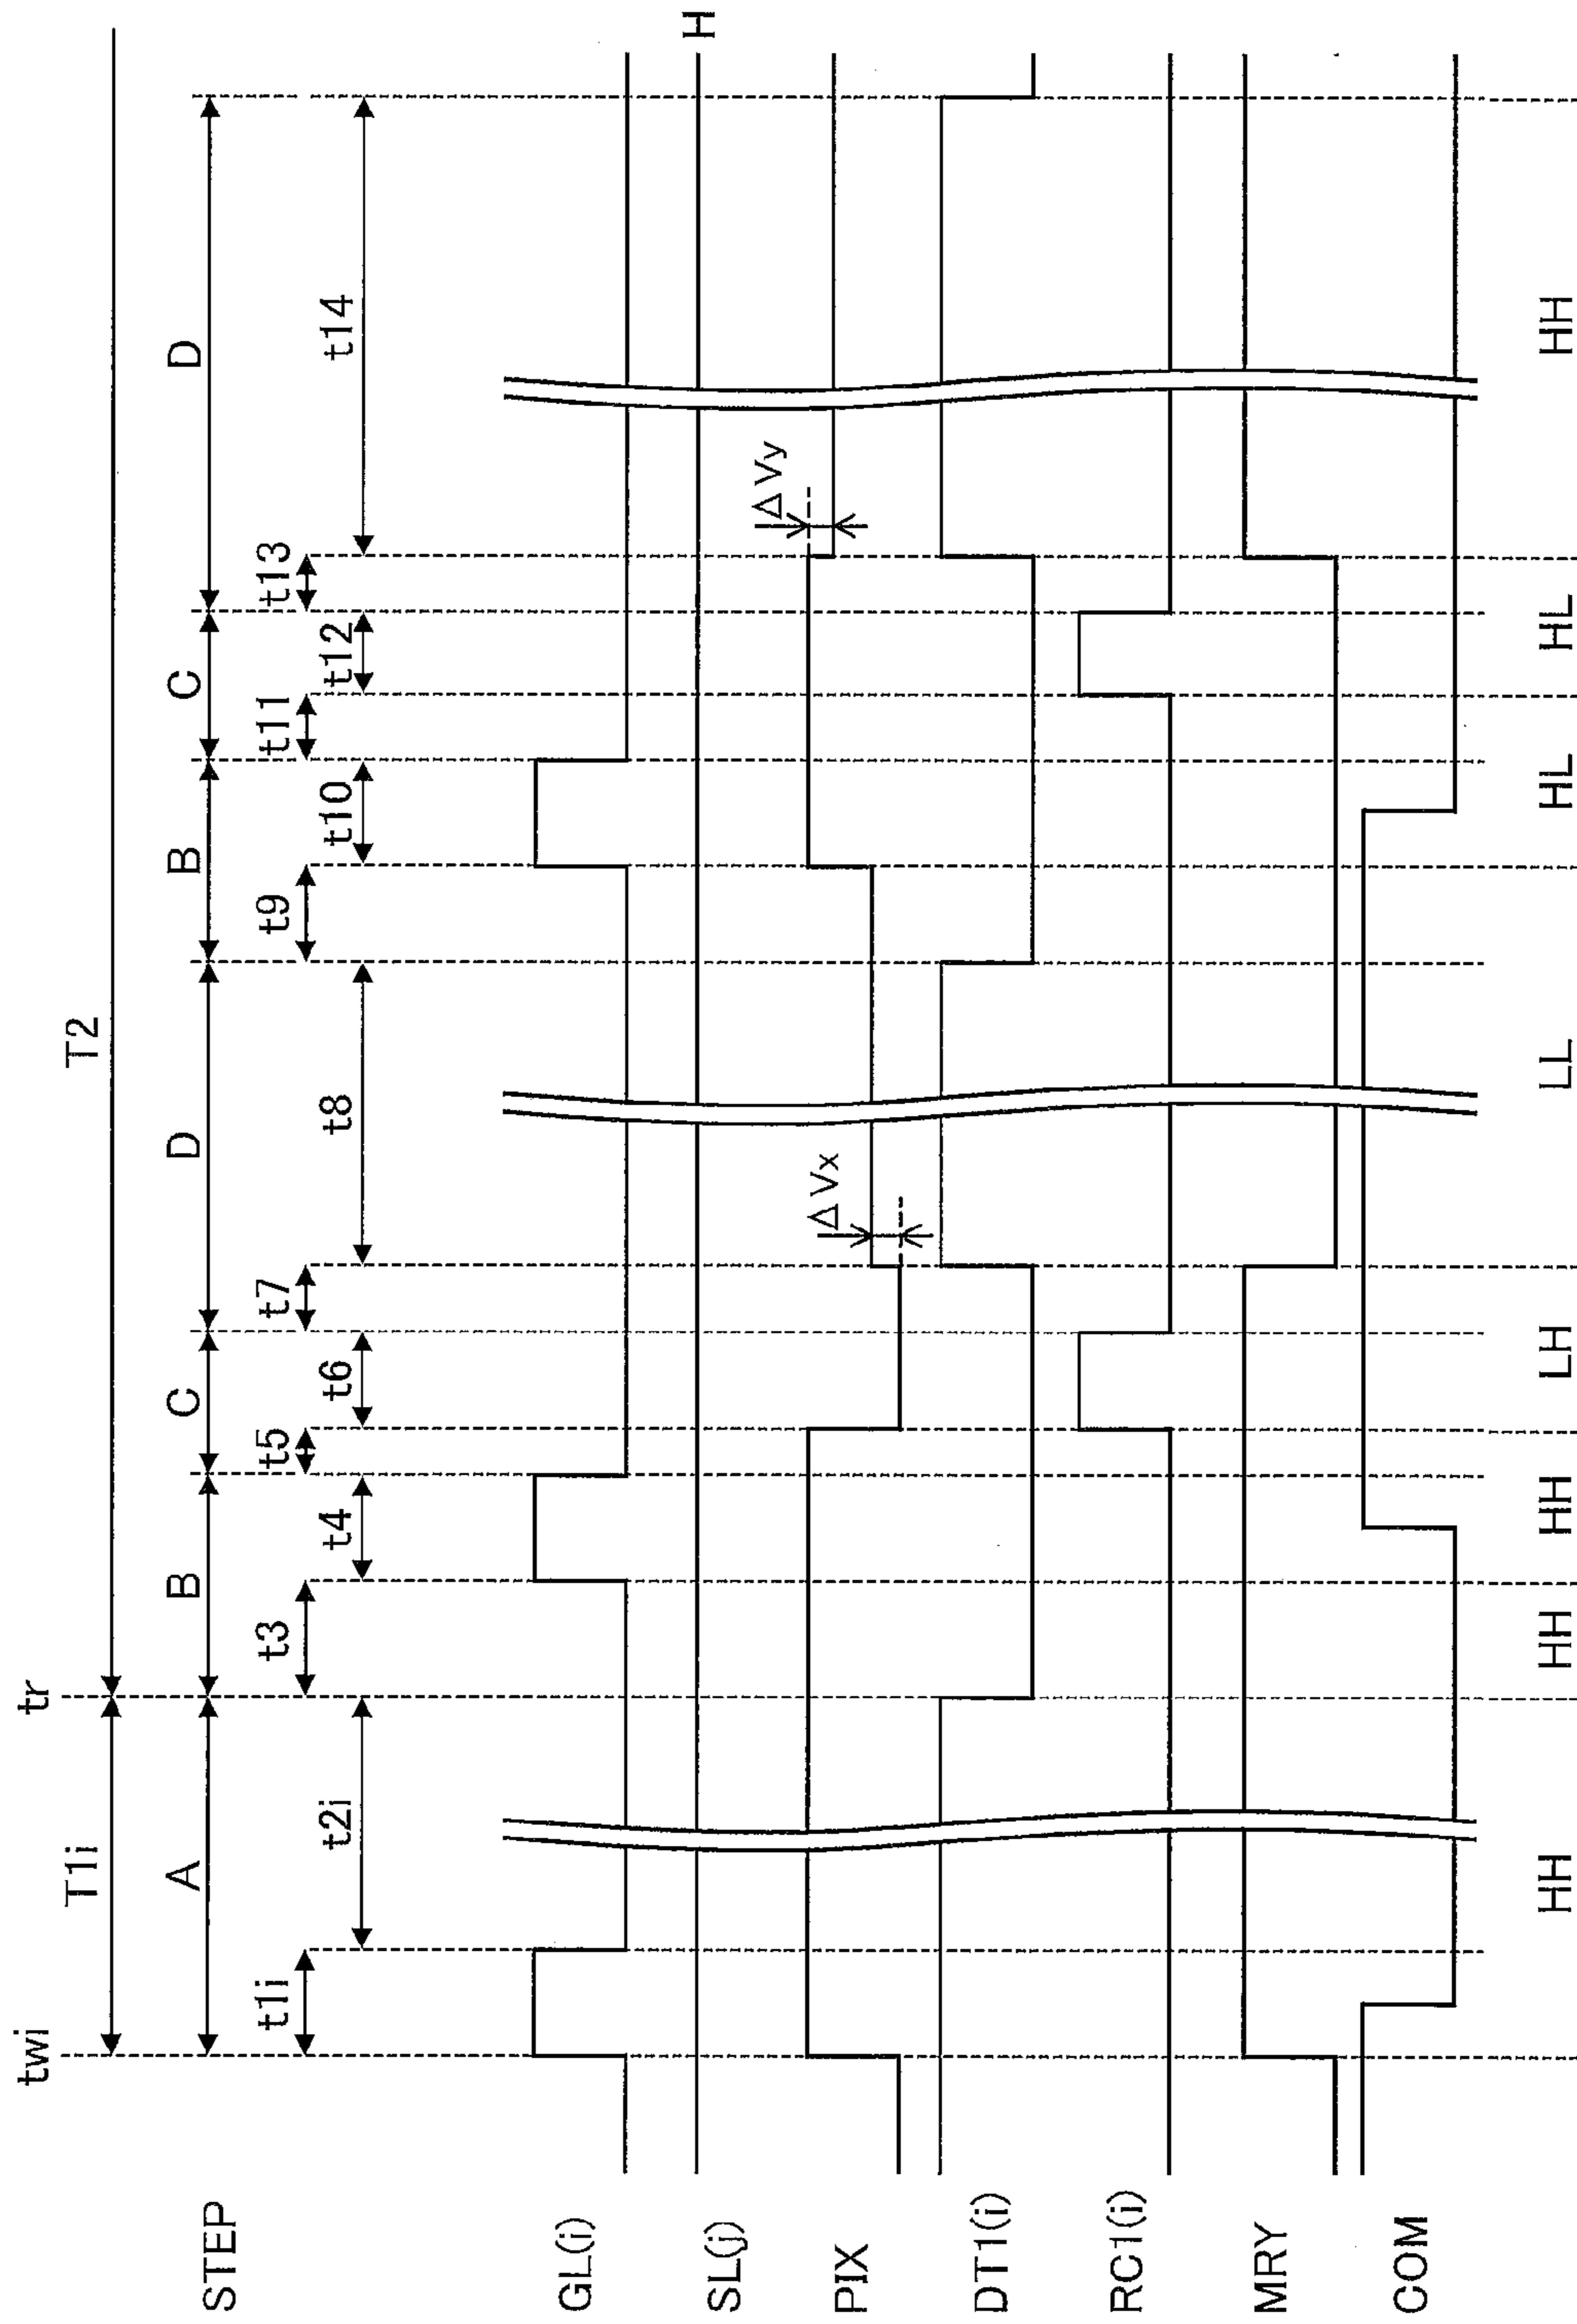 twi tr
T1i T2
STEP A B C D B C D
t1i t3 t5 t7 t9 t11 t13
t2i t4 t6 t8 t10 t12 t14
GL(i)
SL(j) H
PIX ΔVx ΔVy
DT1(i)
RC1(i)
MRY
COM
HH HH HH LH LL HL HL HH